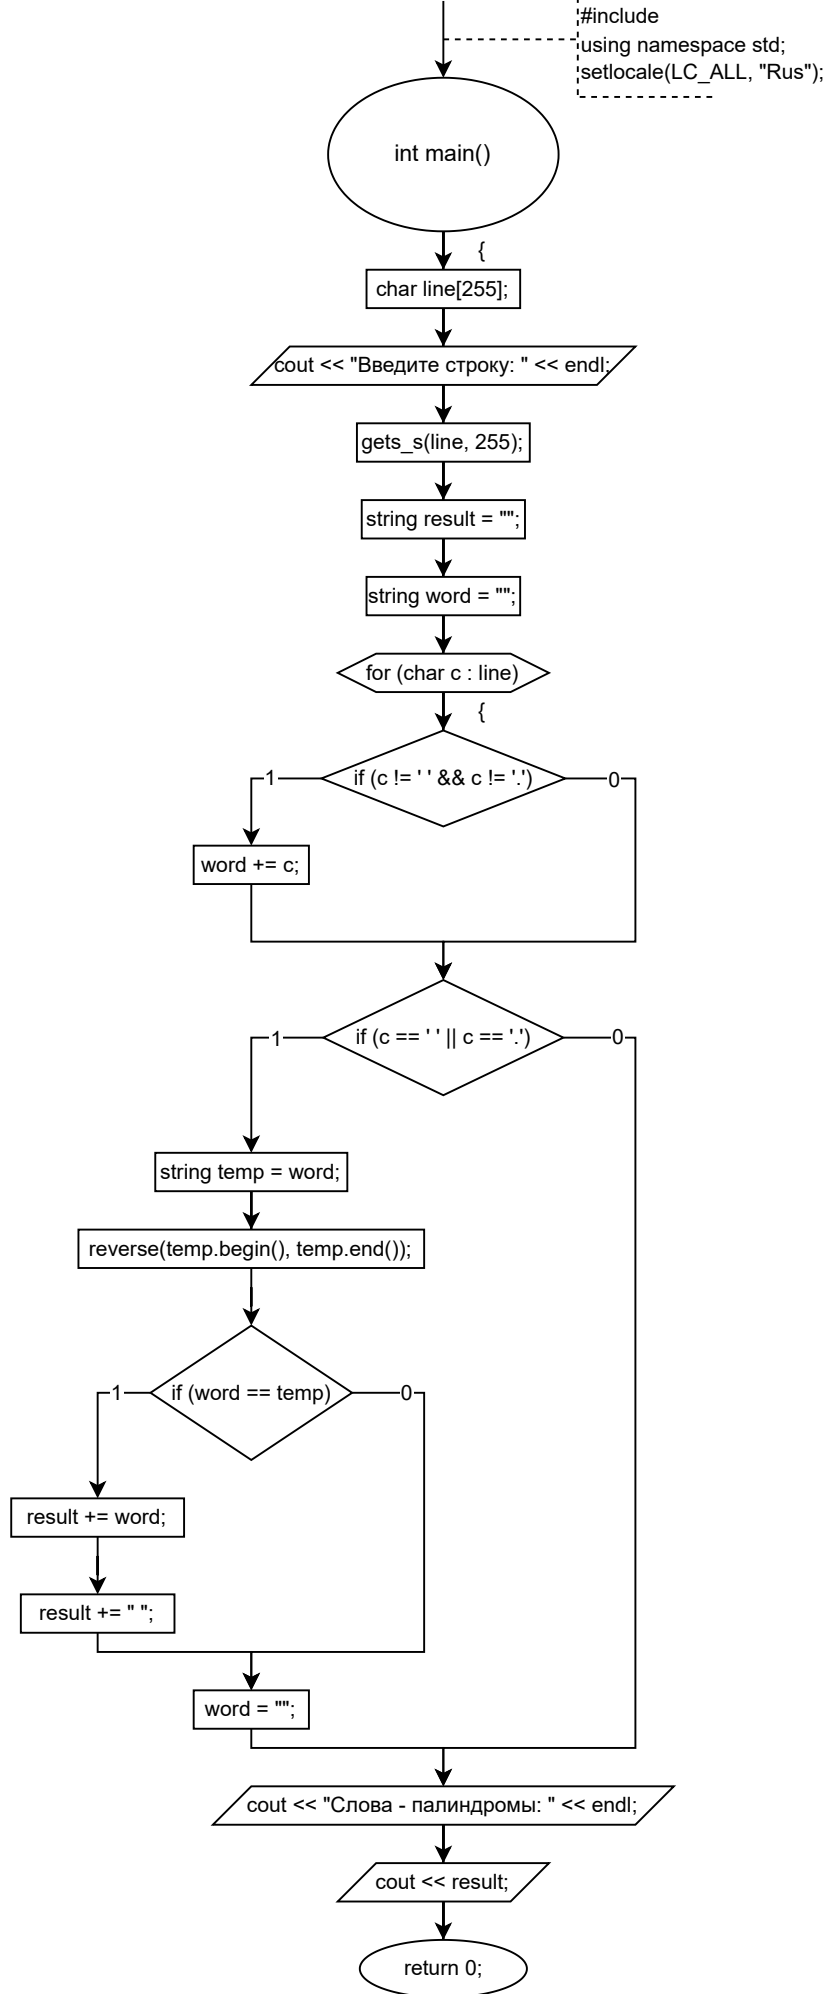 #include
using namespace std;
setlocale(LC_ALL, "Rus");
int main()
{
char line[255];
cout << "Введите строку: " << endl;
gets_s(line, 255);
string result = "";
string word = "";
for (char c : line)
{
if (c != ' ' && c != '.')
1
0
word += c;
if (c == ' ' || c == '.')
1
0
string temp = word;
reverse(temp.begin(), temp.end());
if (word == temp)
1
0
result += word;
result += " ";
word = "";
cout << "Слова - палиндромы: " << endl;
cout << result;
return 0;